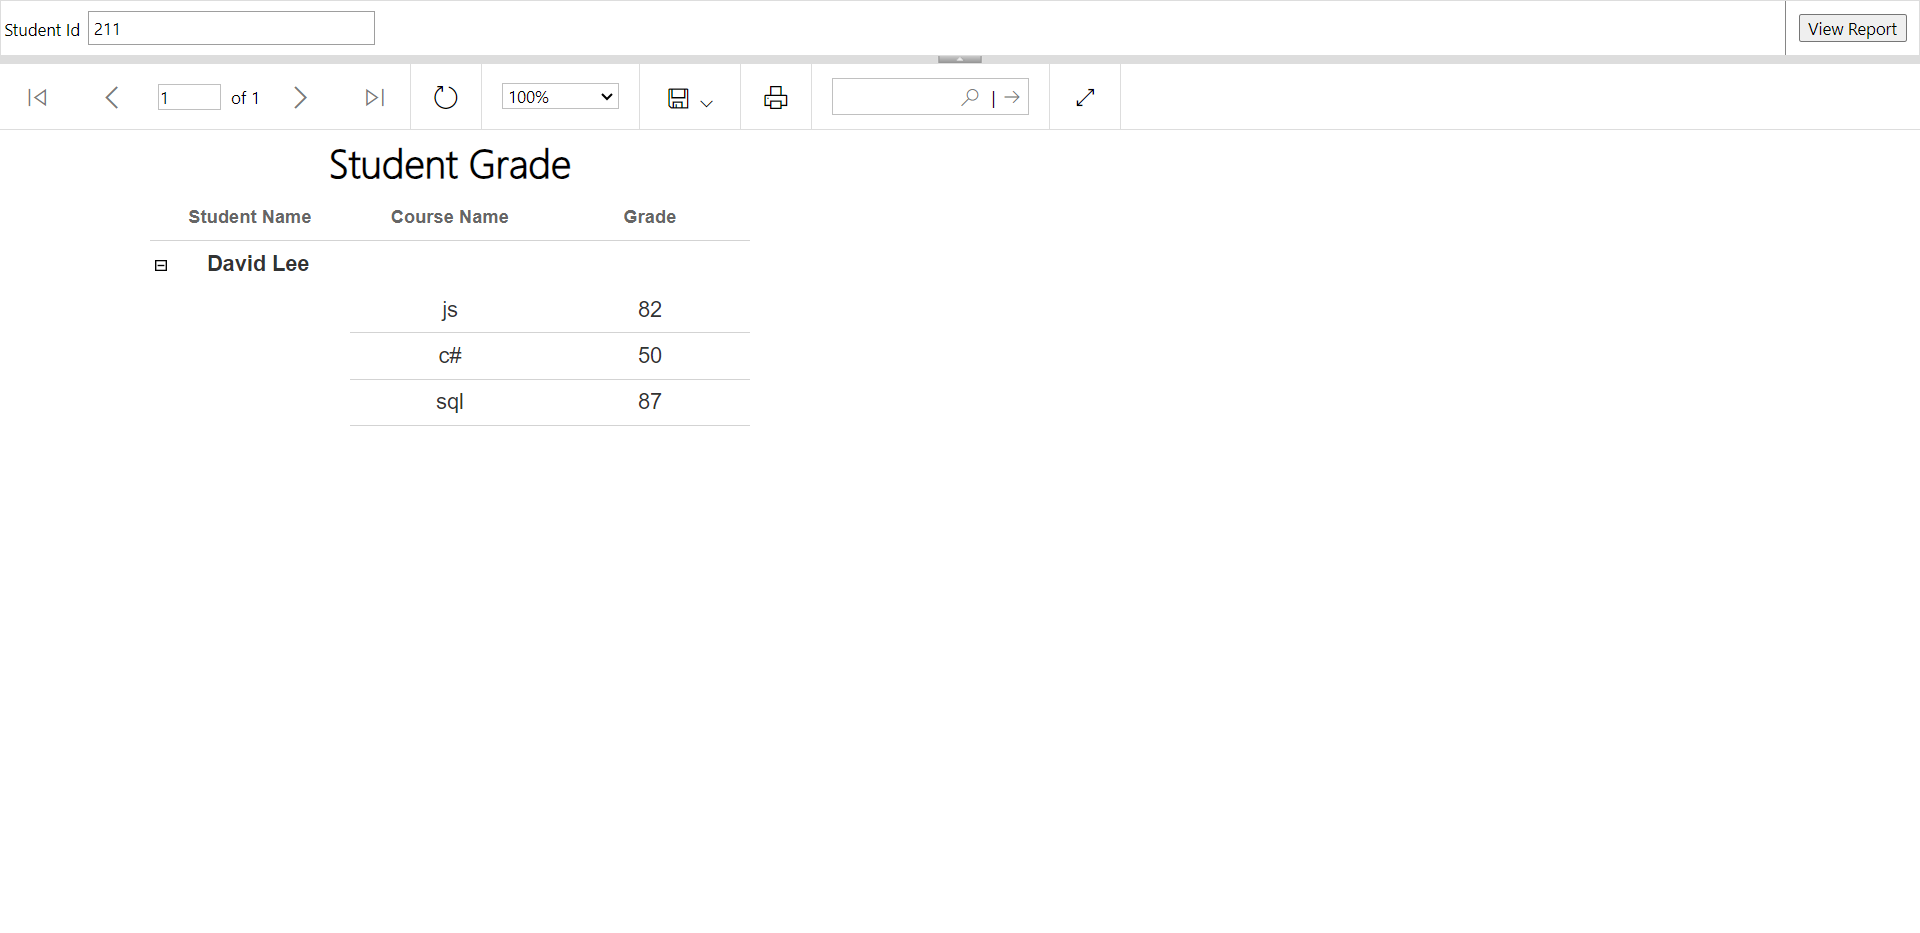 Student Id 211 View Report
1 of 1 100% |
Student Grade
Student Name Course Name Grade
David Lee
js 82
c# 50
sql 87